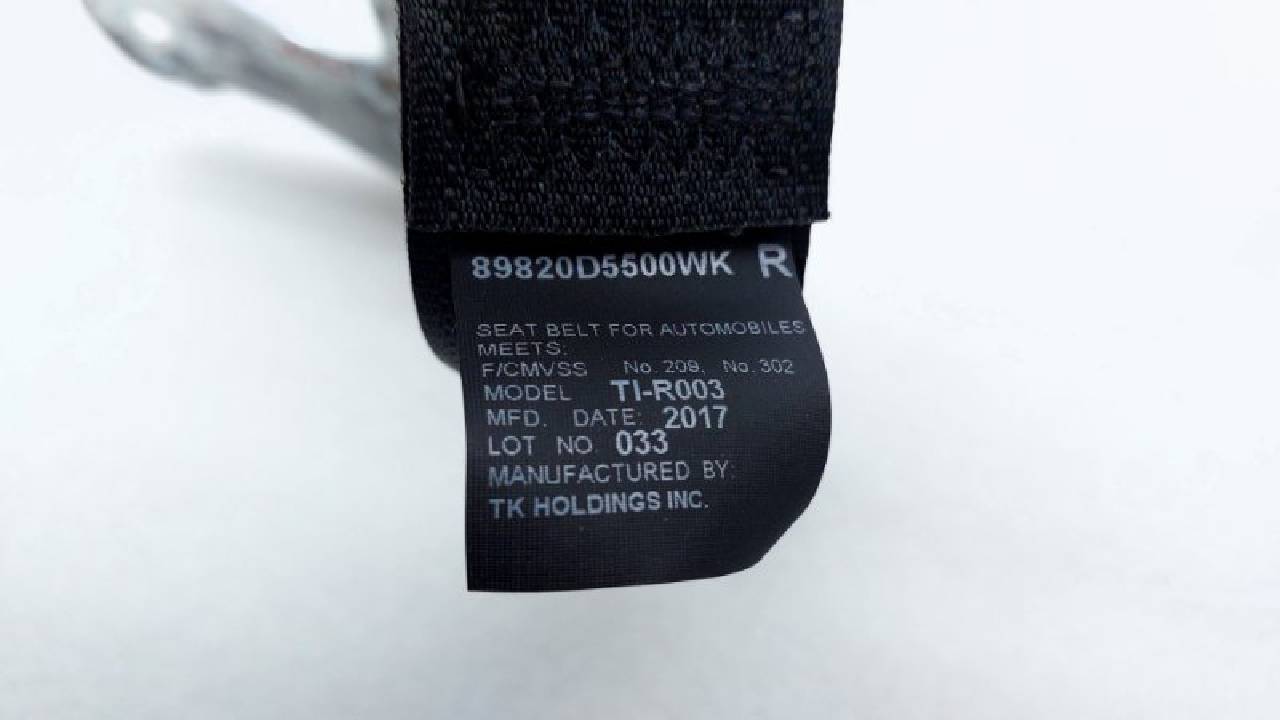 89820D5500WK R
SEAT BELT FOR AUTOMOBILES
MEETS:
F/CMVSS No. 209, No. 302
MODEL TI-R003
MFD. DATE: 2017
LOT NO 033
MANUFACTURED BY:
TK HOLDINGS INC.